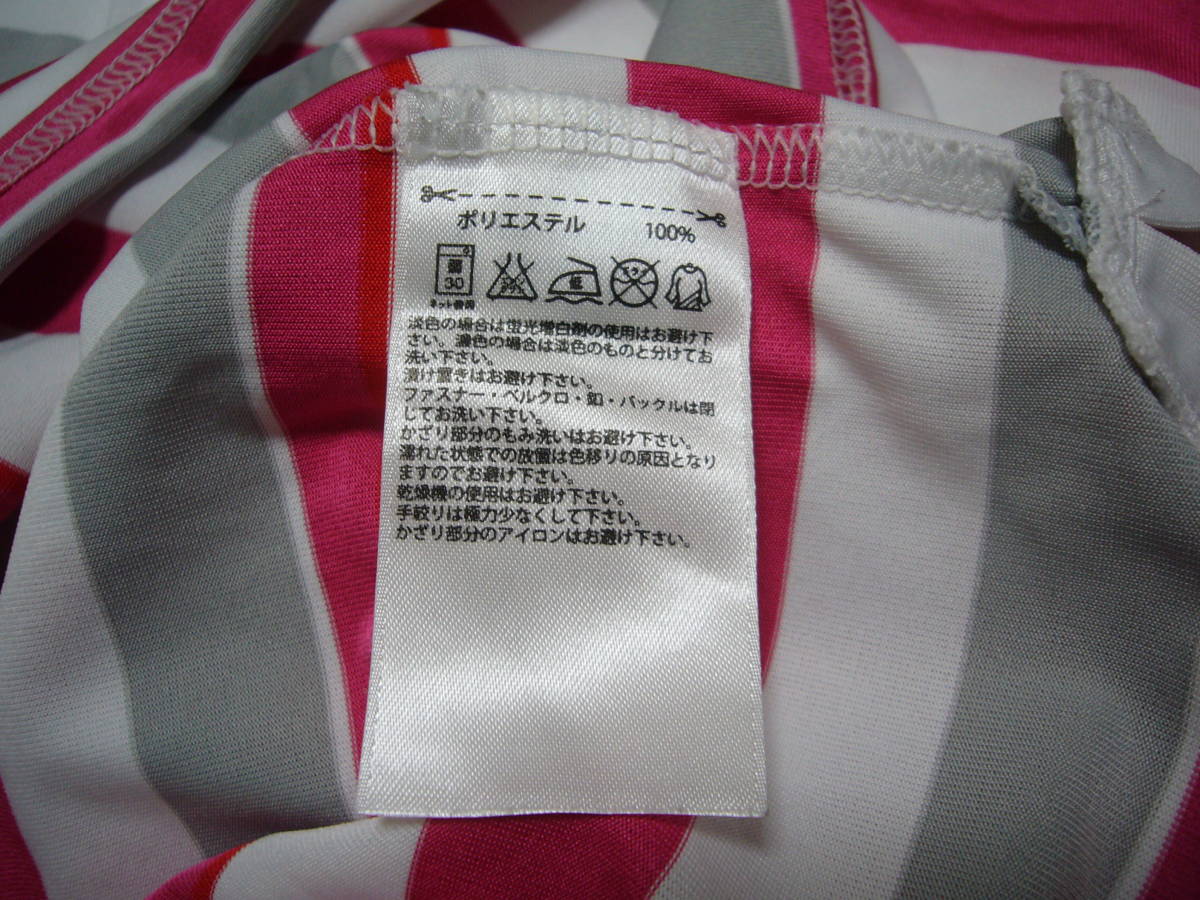 ポリエステル 100%
弱
30
ネット使用
低
淡色の場合は蛍光増白剤の使用はお避け下
さい。濃色の場合は淡色のものと分けてお
洗い下さい。
漬け置きはお避け下さい。
ファスナー・ベルクロ・釦・バックルは閉
じてお洗い下さい。
かざり部分のもみ洗いはお避け下さい。
濡れた状態での放置は色移りの原因となり
ますのでお避け下さい。
乾燥機の使用はお避け下さい。
手絞りは極力少なくして下さい。
かざり部分のアイロンはお避け下さい。